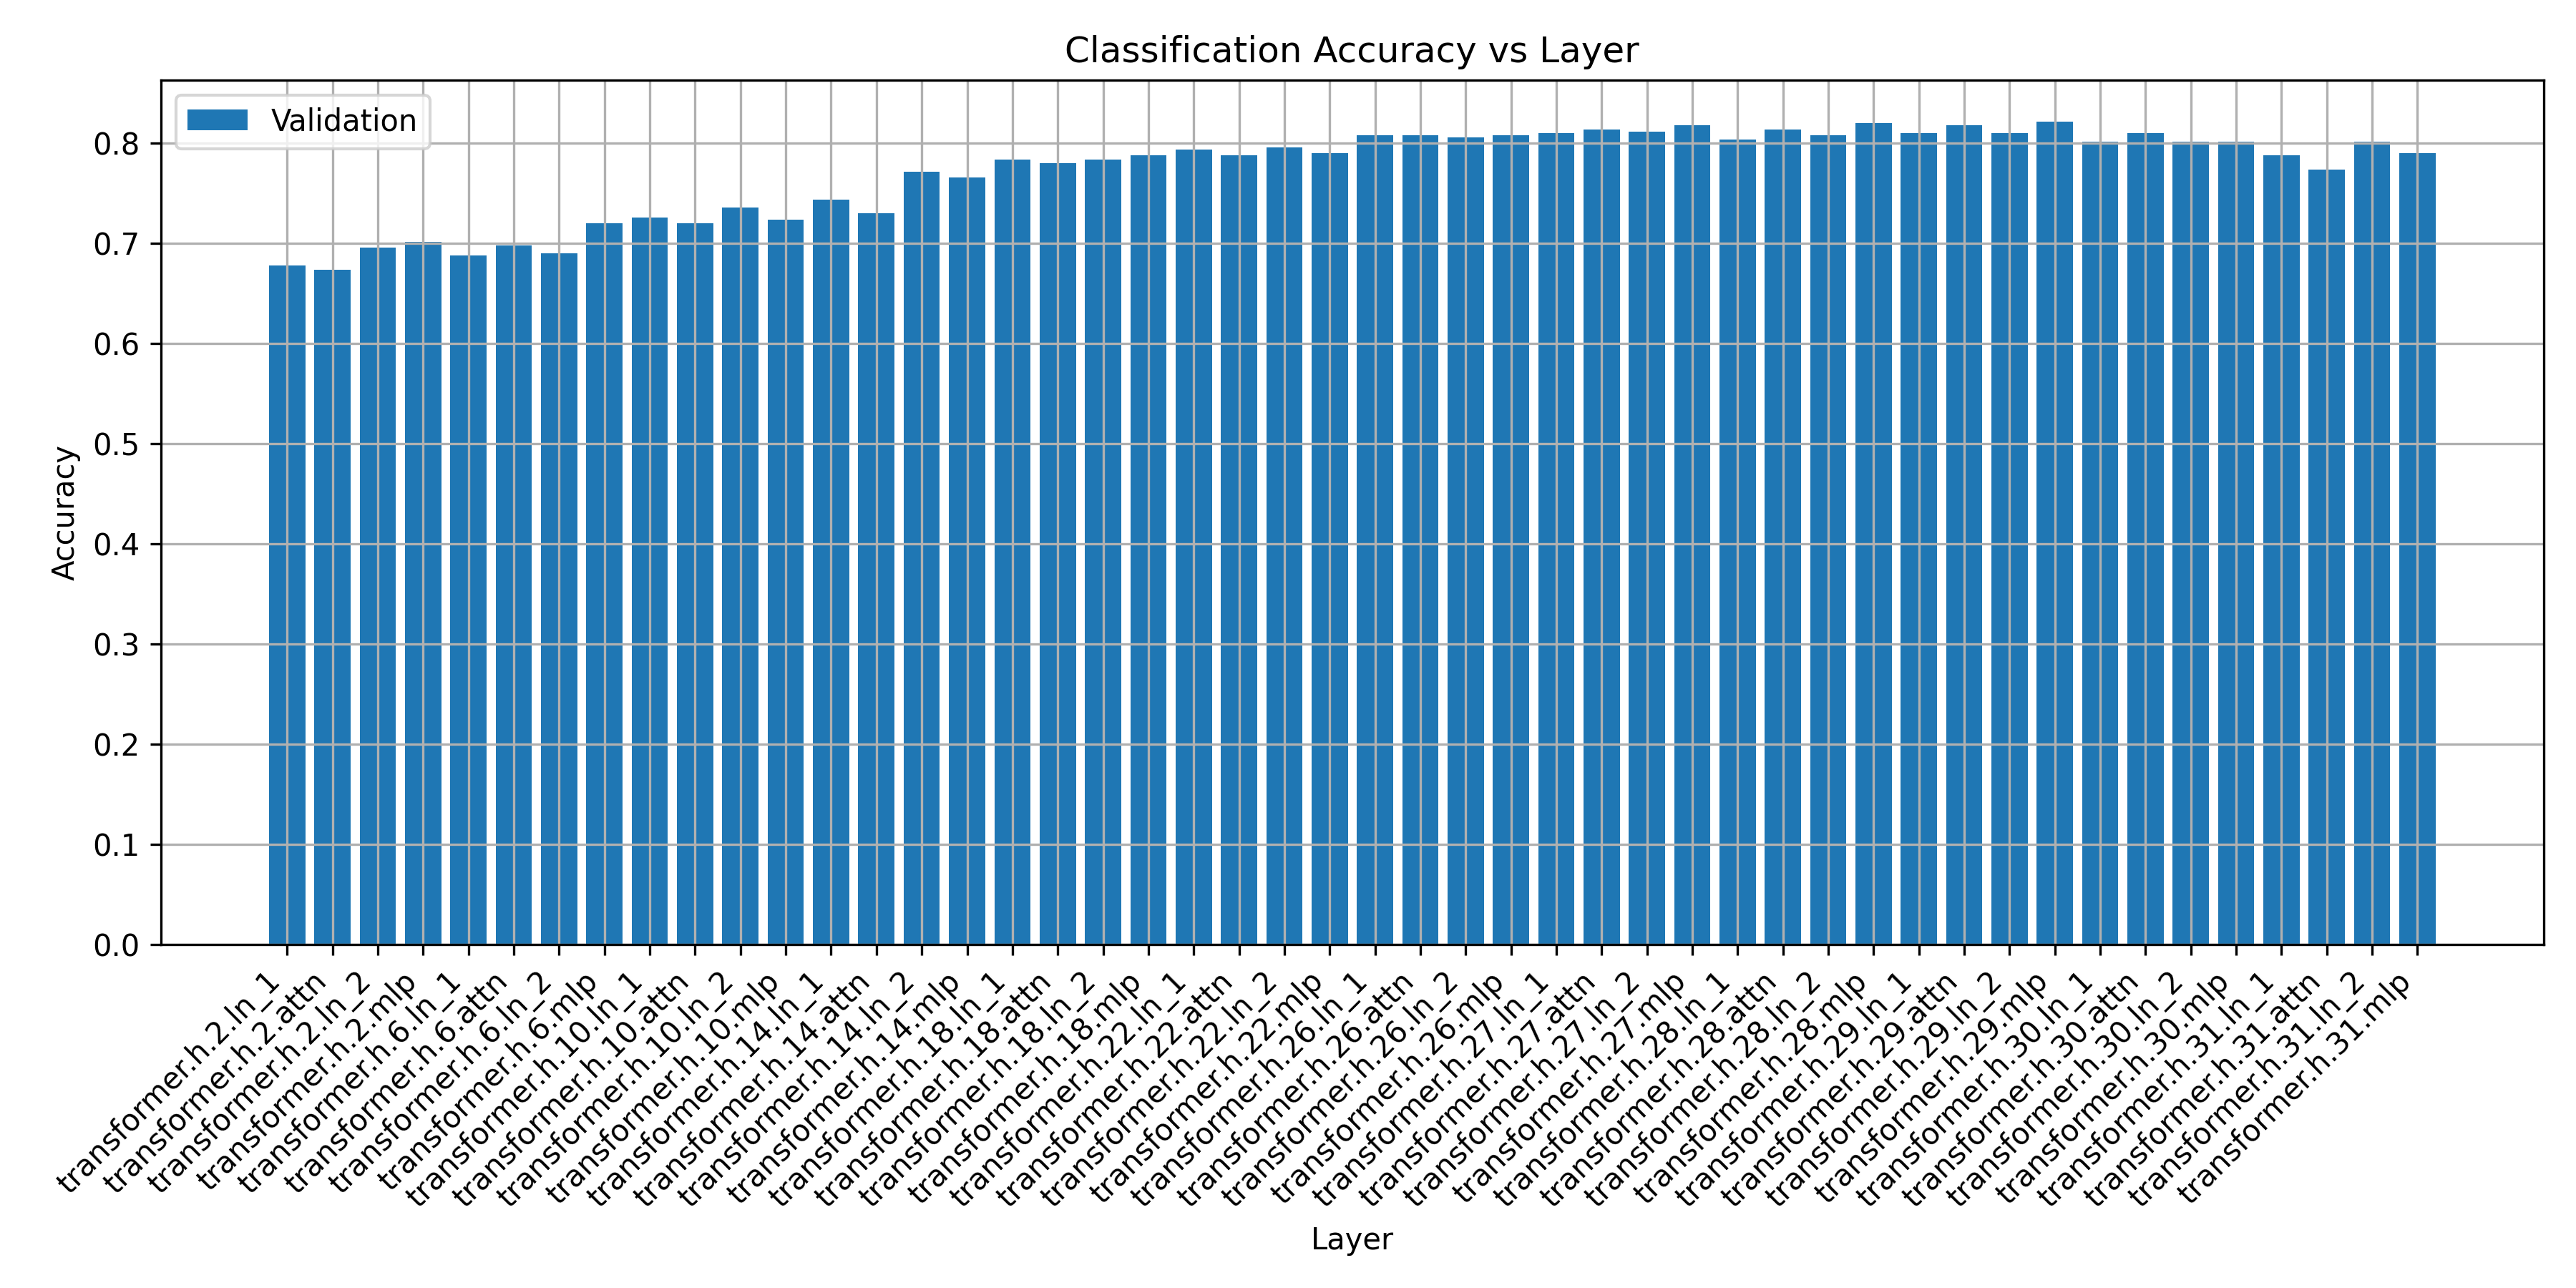 Classification Accuracy vs Layer
Validation
Accuracy
0.8
0.7
0.6
0.5
0.4
0.3
0.2
0.1
0.0
transformer.h.2.ln_1
transformer.h.2.attn
transformer.h.2.ln_2
transformer.h.2.mlp
transformer.h.6.ln_1
transformer.h.6.attn
transformer.h.6.ln_2
transformer.h.6.mlp
transformer.h.10.ln_1
transformer.h.10.attn
transformer.h.10.ln_2
transformer.h.10.mlp
transformer.h.14.ln_1
transformer.h.14.attn
transformer.h.14.ln_2
transformer.h.14.mlp
transformer.h.18.ln_1
transformer.h.18.attn
transformer.h.18.ln_2
transformer.h.18.mlp
transformer.h.22.ln_1
transformer.h.22.attn
transformer.h.22.ln_2
transformer.h.22.mlp
transformer.h.26.ln_1
transformer.h.26.attn
transformer.h.26.ln_2
transformer.h.26.mlp
transformer.h.27.ln_1
transformer.h.27.attn
transformer.h.27.ln_2
transformer.h.27.mlp
transformer.h.28.ln_1
transformer.h.28.attn
transformer.h.28.ln_2
transformer.h.28.mlp
transformer.h.29.ln_1
transformer.h.29.attn
transformer.h.29.ln_2
transformer.h.29.mlp
transformer.h.30.ln_1
transformer.h.30.attn
transformer.h.30.ln_2
transformer.h.30.mlp
transformer.h.31.ln_1
transformer.h.31.attn
transformer.h.31.ln_2
transformer.h.31.mlp
Layer